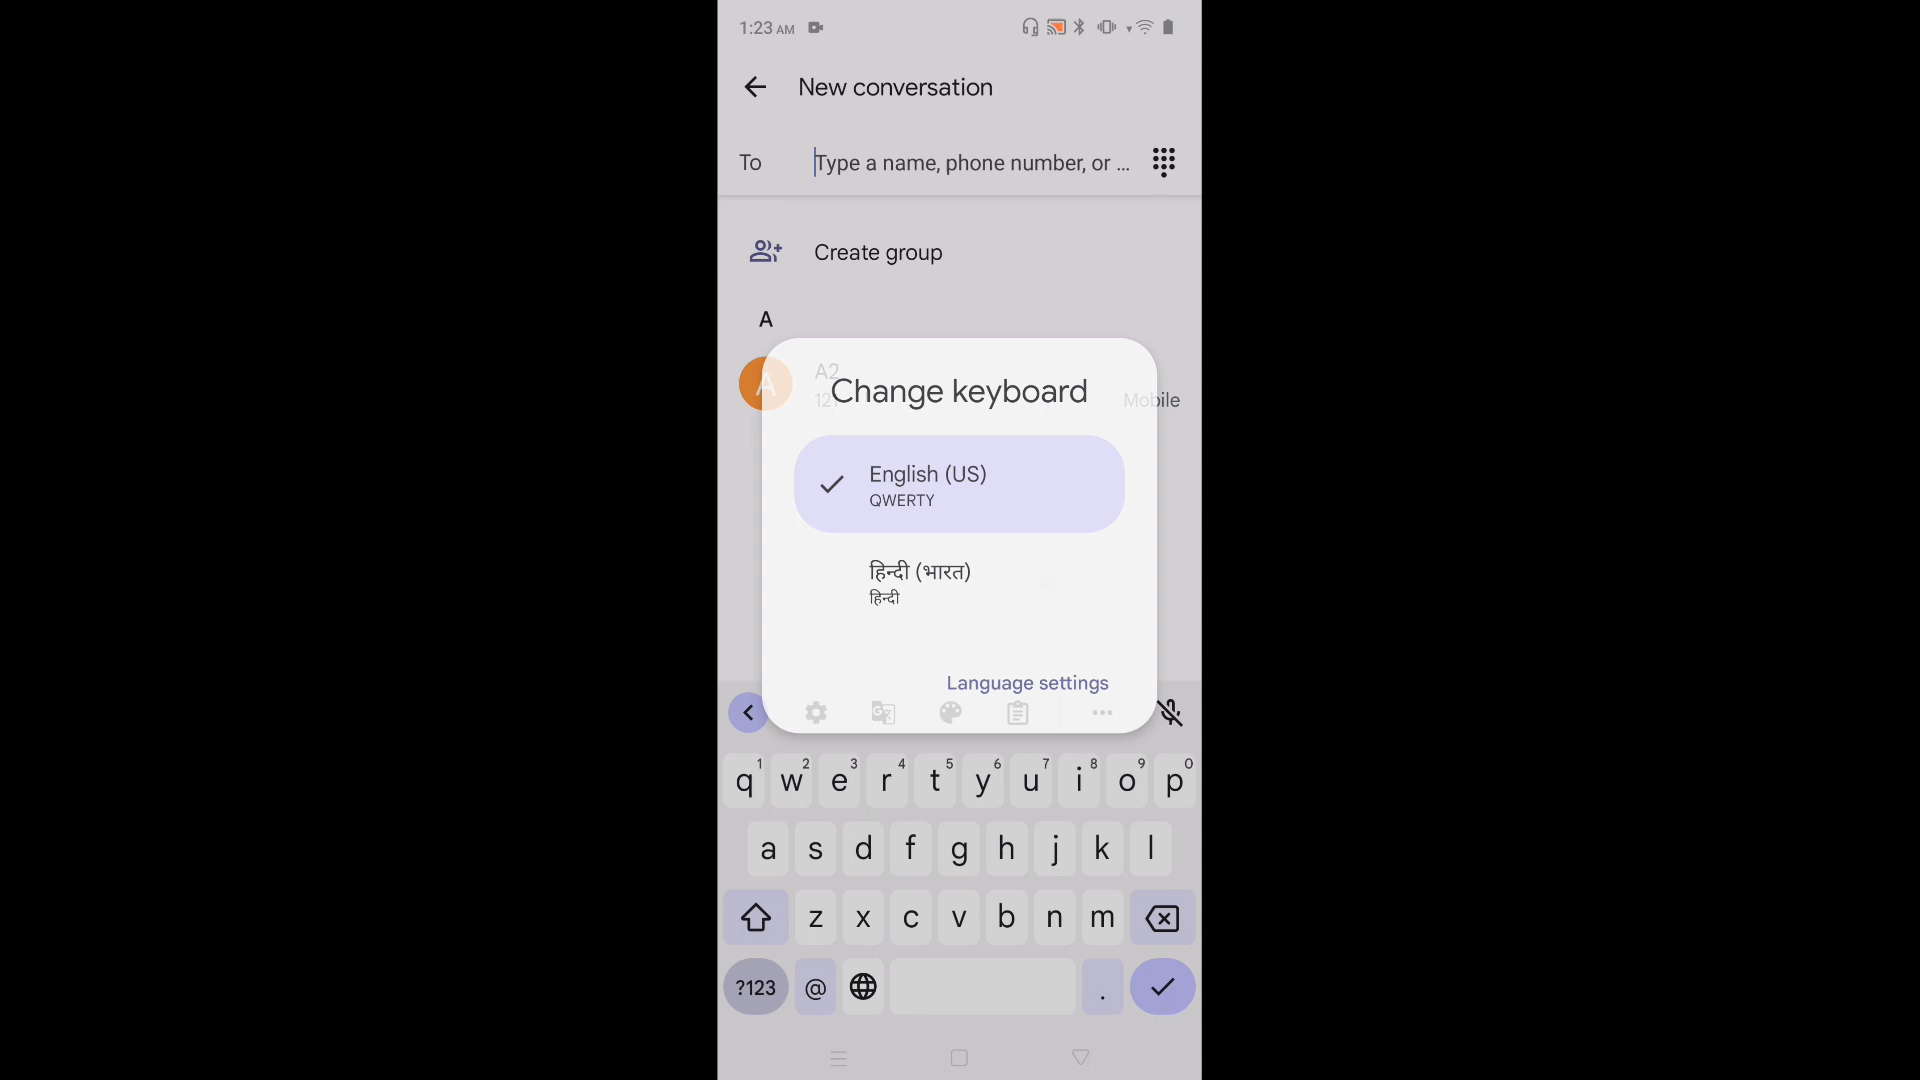 1:23 AM
New conversation
To Type a name, phone number, or ...
Create group
A
A A2
Mobile
Change keyboard
English (US)
QWERTY
हिन्दी (भारत)
हिन्दी
Language settings
q 1 w 2 e 3 r 4 t 5 y 6 u 7 i 8 o 9 p 0
a s d f g h j k l
z x c v b n m
?123 @ .